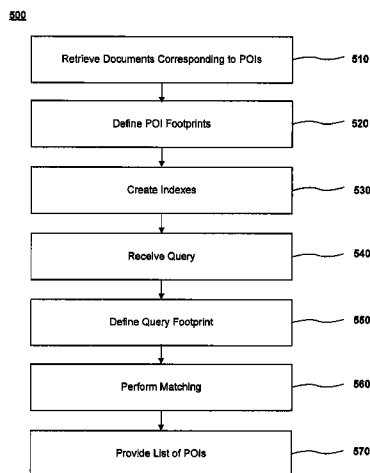 500
Retrieve Documents Corresponding to POIs
510
Define POI Footprints
520
Create Indexes
530
Receive Query
540
Define Query Footprint
550
Perform Matching
560
Provide List of POIs
570